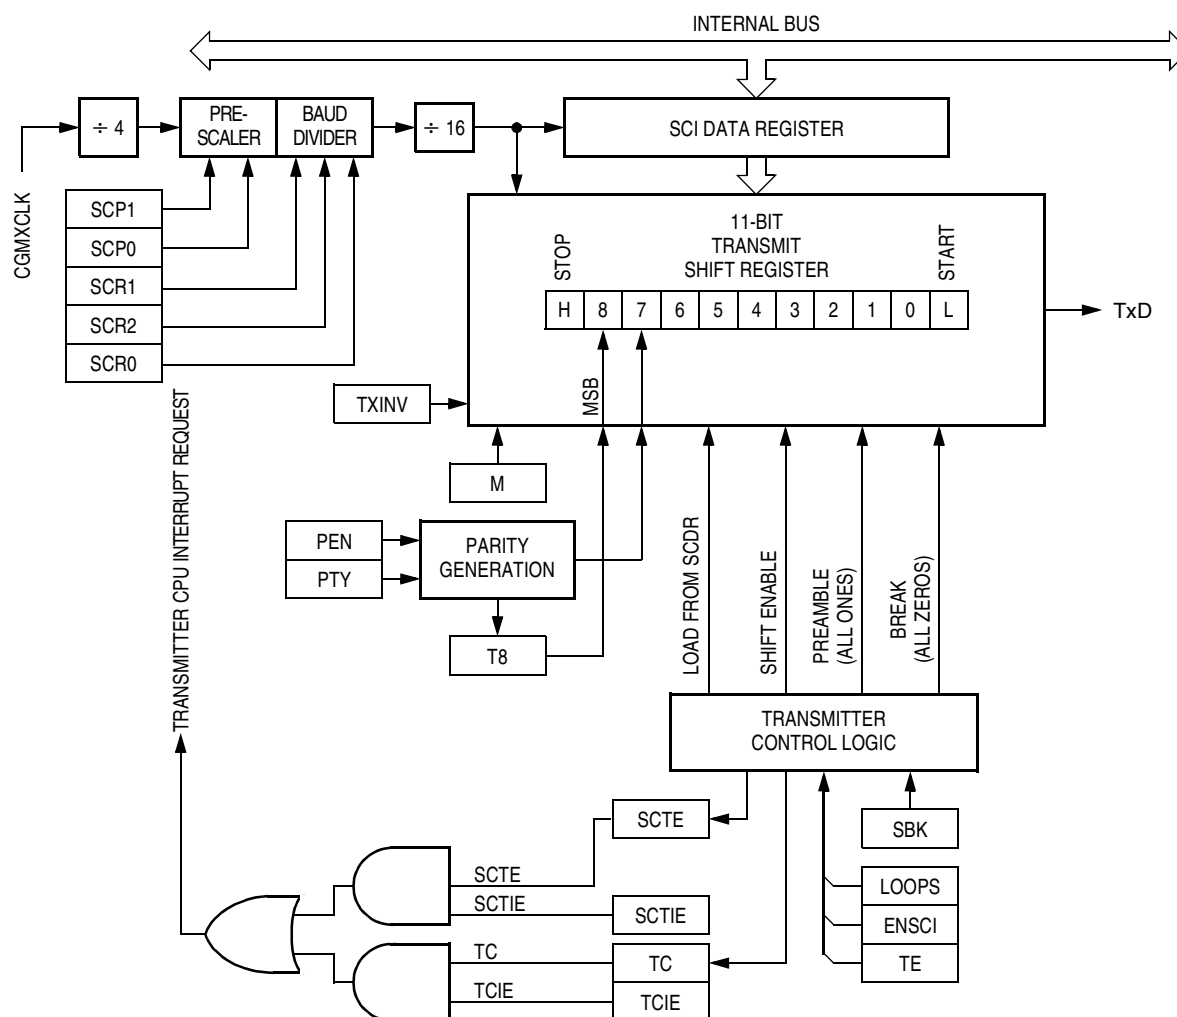 INTERNAL BUS
÷ 4
PRE-
SCALER
BAUD
DIVIDER
÷ 16
SCI DATA REGISTER
CGMXCLK
SCP1
SCP0
SCR1
SCR2
SCR0
11-BIT
TRANSMIT
SHIFT REGISTER
STOP
START
H 8 7 6 5 4 3 2 1 0 L
TxD
TXINV
MSB
M
PEN
PTY
PARITY
GENERATION
T8
TRANSMITTER CPU INTERRUPT REQUEST
LOAD FROM SCDR
SHIFT ENABLE
PREAMBLE
(ALL ONES)
BREAK
(ALL ZEROS)
TRANSMITTER
CONTROL LOGIC
SCTE
SBK
SCTE
SCTIE
SCTIE
LOOPS
ENSCI
TE
TC
TC
TCIE
TCIE